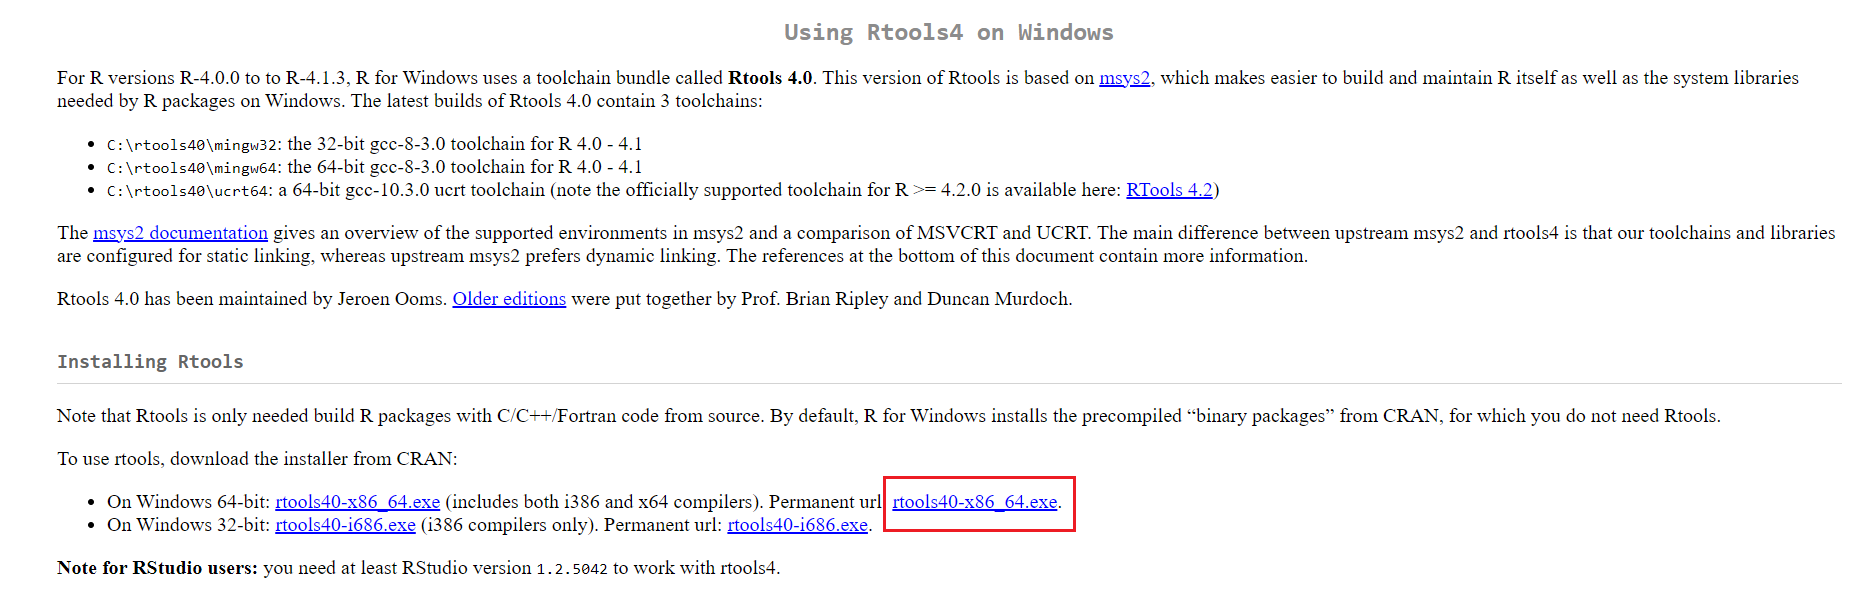 Using Rtools4 on Windows
For R versions R-4.0.0 to to R-4.1.3, R for Windows uses a toolchain bundle called Rtools 4.0. This version of Rtools is based on msys2, which makes easier to build and maintain R itself as well as the system libraries
needed by R packages on Windows. The latest builds of Rtools 4.0 contain 3 toolchains:
• C:\rtools40\mingw32: the 32-bit gcc-8-3.0 toolchain for R 4.0 - 4.1
• C:\rtools40\mingw64: the 64-bit gcc-8-3.0 toolchain for R 4.0 - 4.1
• C:\rtools40\ucrt64: a 64-bit gcc-10.3.0 ucrt toolchain (note the officially supported toolchain for R >= 4.2.0 is available here: RTools 4.2)
The msys2 documentation gives an overview of the supported environments in msys2 and a comparison of MSVCRT and UCRT. The main difference between upstream msys2 and rtools4 is that our toolchains and libraries
are configured for static linking, whereas upstream msys2 prefers dynamic linking. The references at the bottom of this document contain more information.
Rtools 4.0 has been maintained by Jeroen Ooms. Older editions were put together by Prof. Brian Ripley and Duncan Murdoch.
Installing Rtools
Note that Rtools is only needed build R packages with C/C++/Fortran code from source. By default, R for Windows installs the precompiled “binary packages” from CRAN, for which you do not need Rtools.
To use rtools, download the installer from CRAN:
• On Windows 64-bit: rtools40-x86_64.exe (includes both i386 and x64 compilers). Permanent url: rtools40-x86_64.exe.
• On Windows 32-bit: rtools40-i686.exe (i386 compilers only). Permanent url: rtools40-i686.exe.
Note for RStudio users: you need at least RStudio version 1.2.5042 to work with rtools4.